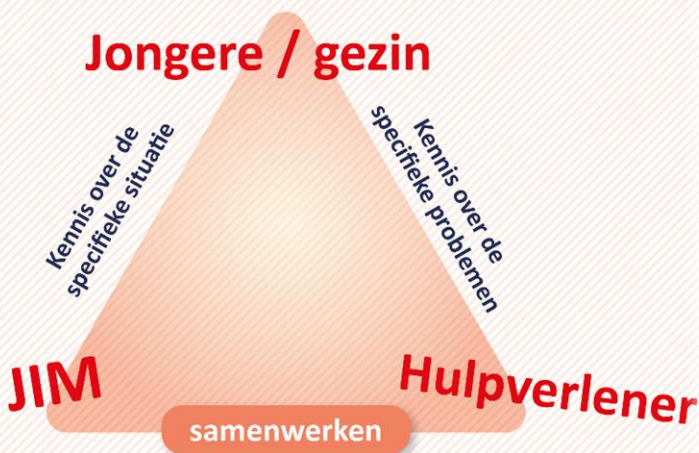 Jongere / gezin
Kennis over de
specifieke situatie
Kennis over de
specifieke problemen
JIM
Hulpverlener
samenwerken